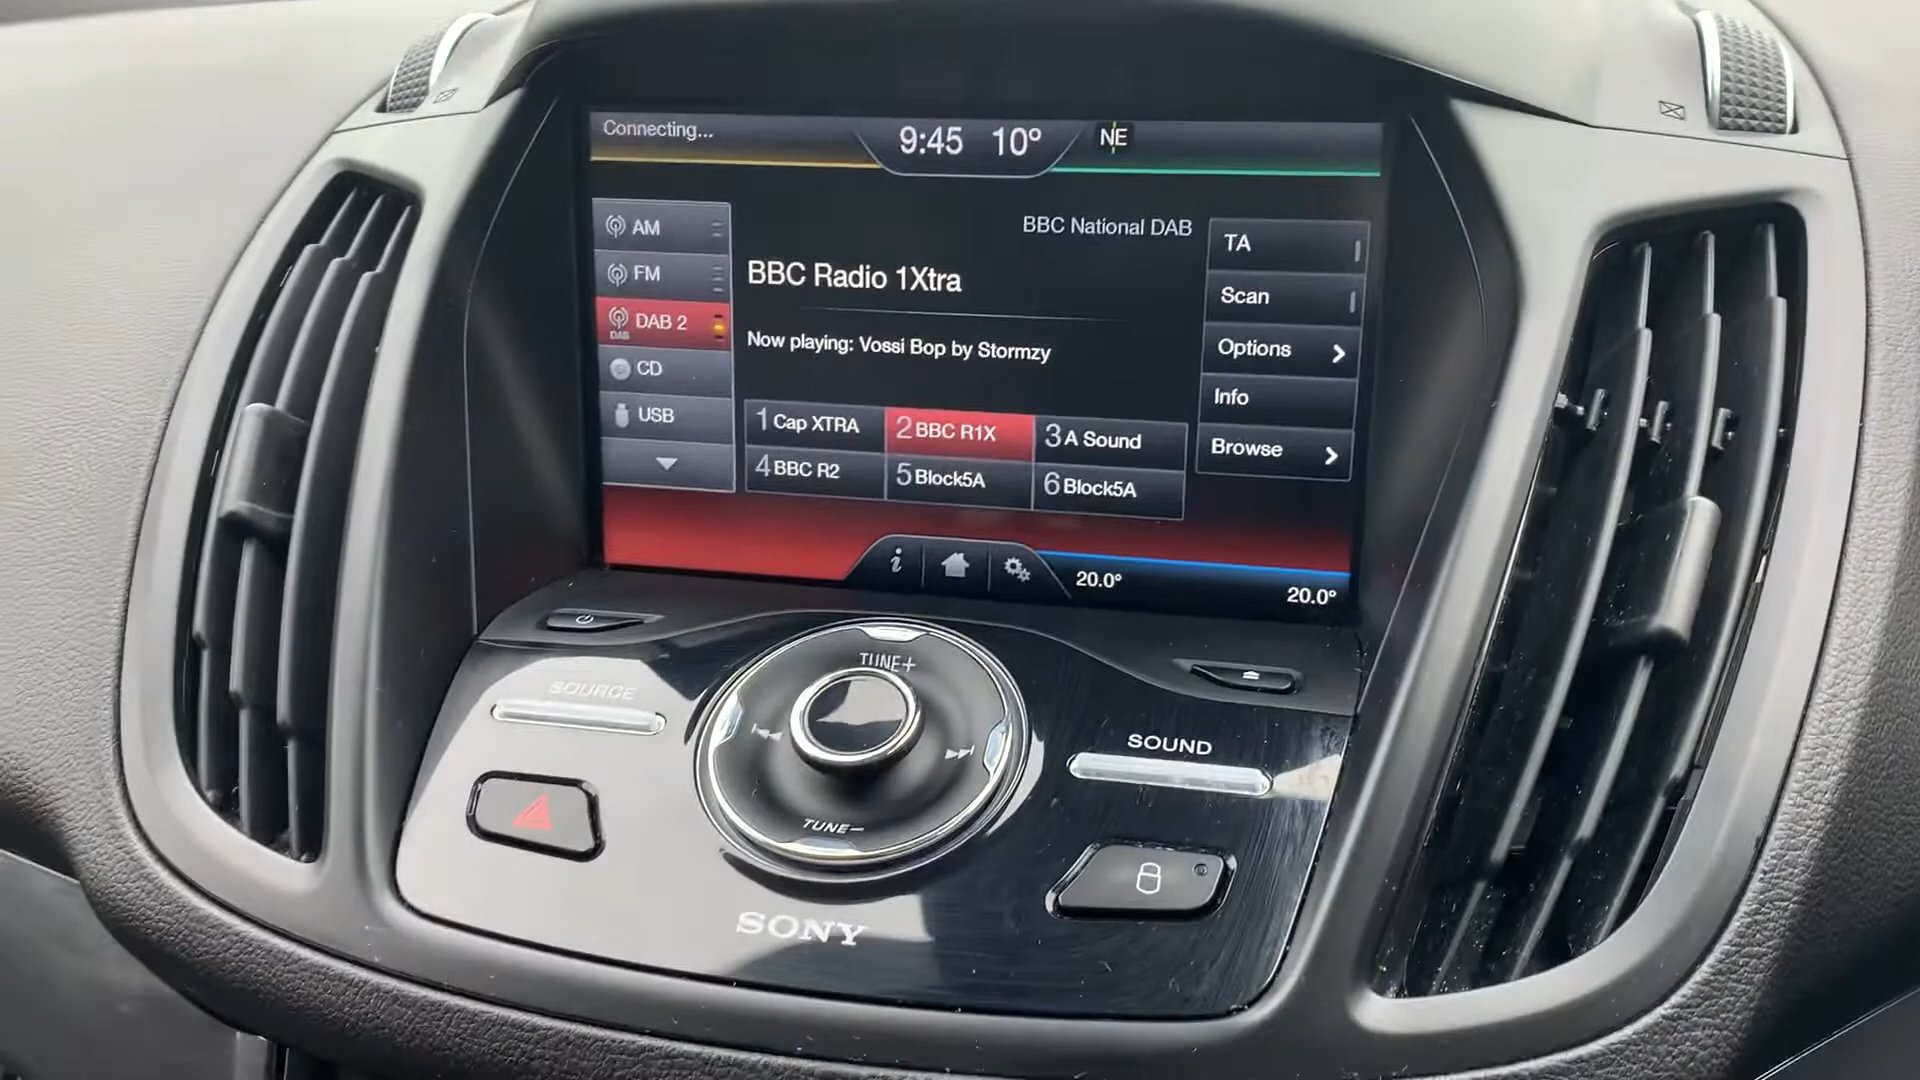 Connecting...
9:45 10° NE
AM
FM
DAB 2
DAB
CD
USB
BBC National DAB
BBC Radio 1Xtra
Now playing: Vossi Bop by Stormzy
1 Cap XTRA
2 BBC R1X
3 A Sound
4 BBC R2
5 Block5A
6 Block5A
TA
Scan
Options
Info
Browse
i
20.0°
20.0°
SOURCE
TUNE+
TUNE−
SOUND
SONY